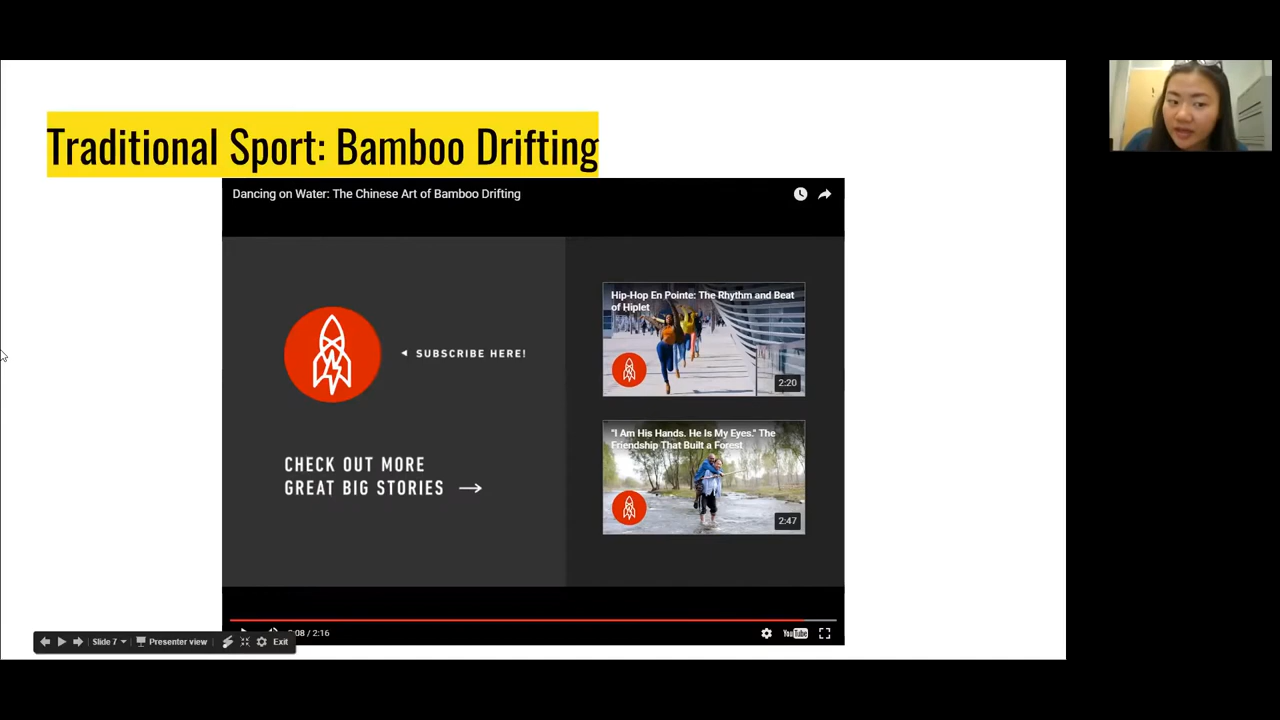 Traditional Sport: Bamboo Drifting
Dancing on Water: The Chinese Art of Bamboo Drifting
Hip-Hop En Pointe: The Rhythm and Beat
of Hiplet
2:20
SUBSCRIBE HERE!
"I Am His Hands. He Is My Eyes." The
Friendship That Built a Forest
2:47
CHECK OUT MORE
GREAT BIG STORIES
:08 / 2:16
YouTube
Slide 7
Presenter view
Exit